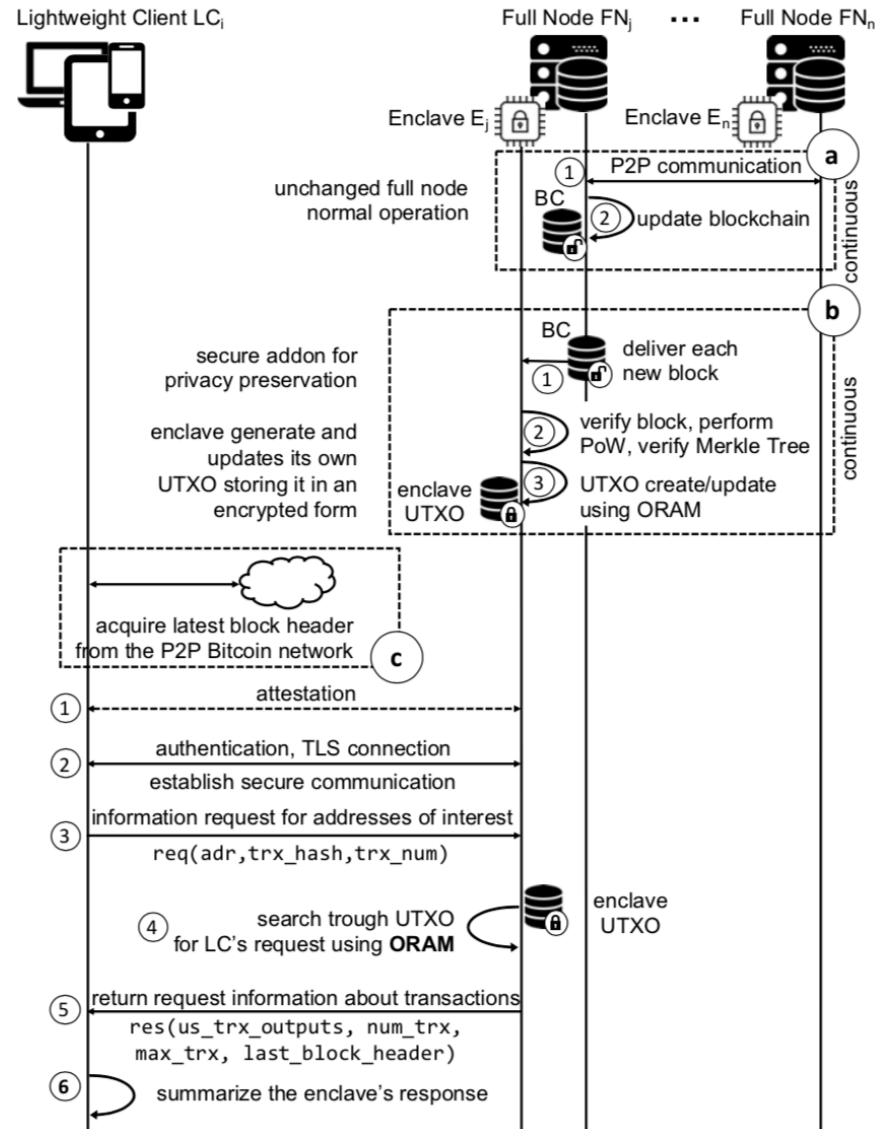 Lightweight Client LCi
Full Node FNj
...
Full Node FNn
Enclave Ej
Enclave En
a
unchanged full node
normal operation
1
P2P communication
BC
2
update blockchain
continuous
b
secure addon for
privacy preservation
BC
1
deliver each
new block
enclave generate and
updates its own
UTXO storing it in an
encrypted form
2
verify block, perform
PoW, verify Merkle Tree
enclave
UTXO
3
UTXO create/update
using ORAM
continuous
acquire latest block header
from the P2P Bitcoin network
c
1
attestation
2
authentication, TLS connection
establish secure communication
3
information request for addresses of interest
req(adr,trx_hash,trx_num)
4
search trough UTXO
for LC's request using ORAM
enclave
UTXO
5
return request information about transactions
res(us_trx_outputs, num_trx,
max_trx, last_block_header)
6
summarize the enclave's response